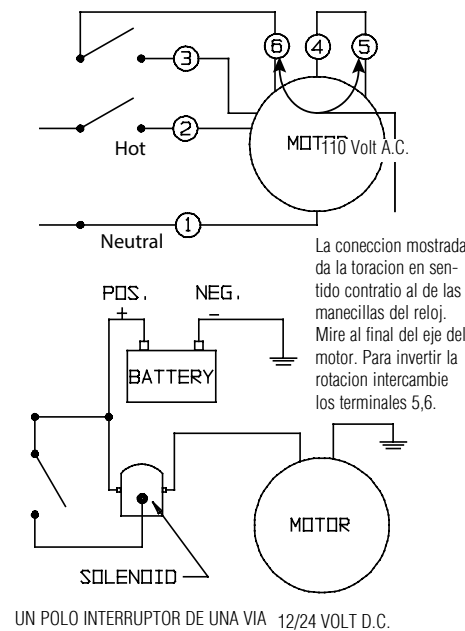 6 4 5
3
2
Hot
MOTOR
110 Volt A.C.
1
Neutral
La coneccion mostrada
da la toracion en sen-
tido contratio al de las
manecillas del reloj.
Mire al final del eje del
motor. Para invertir la
rotacion intercambie
los terminales 5,6.
POS. NEG.
+ -
BATTERY
MOTOR
SOLENOID
UN POLO INTERRUPTOR DE UNA VIA 12/24 VOLT D.C.